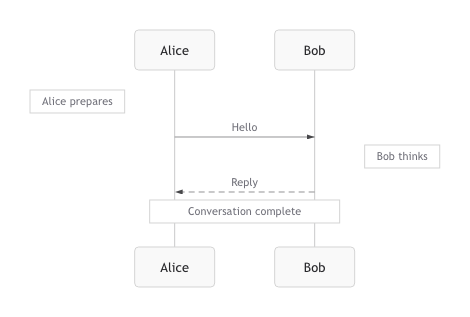 Alice
Bob
Alice prepares
Hello
Bob thinks
Reply
Conversation complete
Alice
Bob